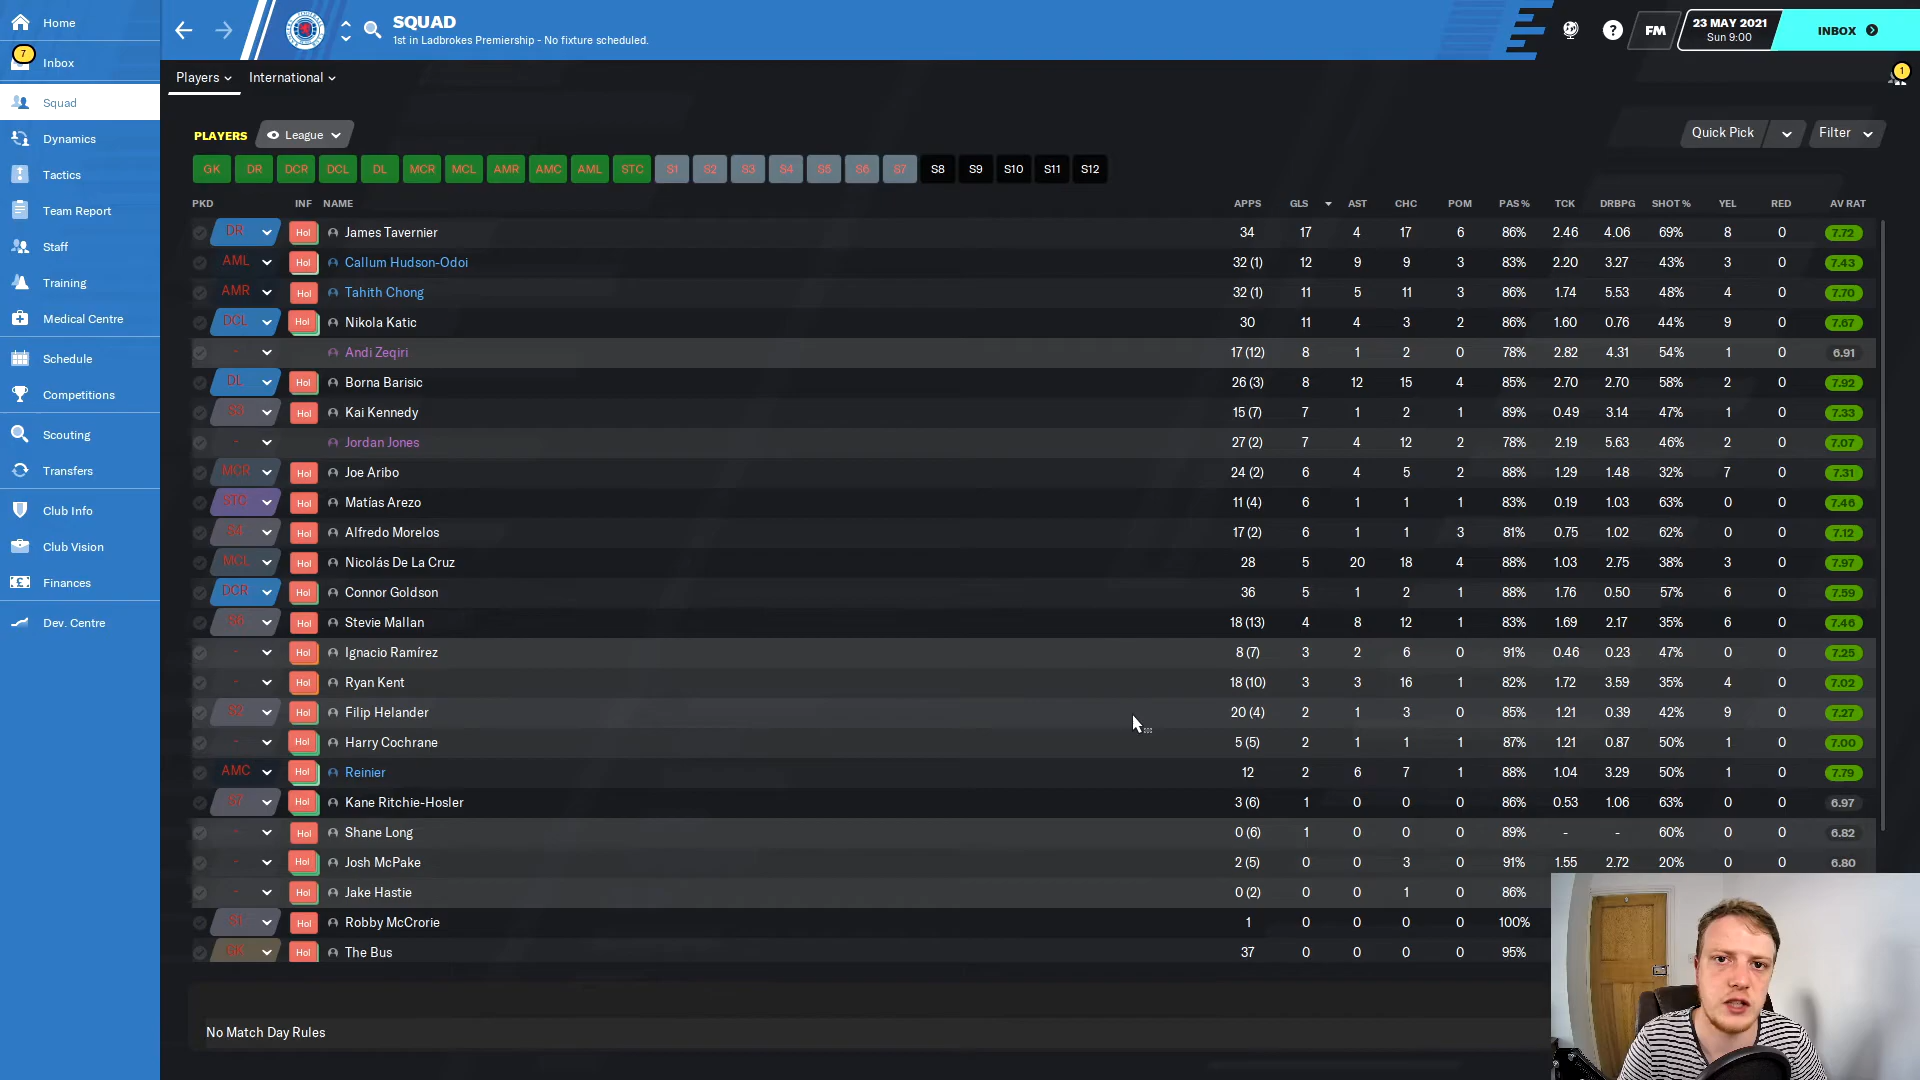 Home
7
Inbox
Squad
Dynamics
Tactics
Team Report
Staff
Training
Medical Centre
Schedule
Competitions
Scouting
Transfers
Club Info
Club Vision
Finances
Dev. Centre
SQUAD
1st in Ladbrokes Premiership - No fixture scheduled.
? FM 23 MAY 2021 Sun 9:00 INBOX
Players International 1
PLAYERS League Quick Pick Filter
GK DR DCR DCL DL MCR MCL AMR AMC AML STC S1 S2 S3 S4 S5 S6 S7 S8 S9 S10 S11 S12
PKD INF NAME APPS GLS AST CHC POM PAS % TCK DRBPG SHOT % YEL RED AV RAT
DR Hol James Tavernier 34 17 4 17 6 86% 2.46 4.06 69% 8 0 7.72
AML Hol Callum Hudson-Odoi 32 (1) 12 9 9 3 83% 2.20 3.27 43% 3 0 7.43
AMR Hol Tahith Chong 32 (1) 11 5 11 3 86% 1.74 5.53 48% 4 0 7.70
DCL Hol Nikola Katic 30 11 4 3 2 86% 1.60 0.76 44% 9 0 7.67
- Andi Zeqiri 17 (12) 8 1 2 0 78% 2.82 4.31 54% 1 0 6.91
DL Hol Borna Barisic 26 (3) 8 12 15 4 85% 2.70 2.70 58% 2 0 7.92
Hol Kai Kennedy 15 (7) 7 1 2 1 89% 0.49 3.14 47% 1 0 7.33
- Jordan Jones 27 (2) 7 4 12 2 78% 2.19 5.63 46% 2 0 7.07
MCR Hol Joe Aribo 24 (2) 6 4 5 2 88% 1.29 1.48 32% 7 0 7.31
STC Hol Matías Arezo 11 (4) 6 1 1 1 83% 0.19 1.03 63% 0 0 7.46
S4 Hol Alfredo Morelos 17 (2) 6 1 1 3 81% 0.75 1.02 62% 0 0 7.12
MCL Hol Nicolás De La Cruz 28 5 20 18 4 88% 1.03 2.75 38% 3 0 7.97
DCR Hol Connor Goldson 36 5 1 2 1 88% 1.76 0.50 57% 6 0 7.59
Hol Stevie Mallan 18 (13) 4 8 12 1 83% 1.69 2.17 35% 6 0 7.46
- Hol Ignacio Ramírez 8 (7) 3 2 6 0 91% 0.46 0.23 47% 0 0 7.25
- Hol Ryan Kent 18 (10) 3 3 16 1 82% 1.72 3.59 35% 4 0 7.02
S2 Hol Filip Helander 20 (4) 2 1 3 0 85% 1.21 0.39 42% 9 0 7.27
- Hol Harry Cochrane 5 (5) 2 1 1 1 87% 1.21 0.87 50% 1 0 7.00
AMC Hol Reinier 12 2 6 7 1 88% 1.04 3.29 50% 1 0 7.79
S7 Hol Kane Ritchie-Hosler 3 (6) 1 0 0 0 86% 0.53 1.06 63% 0 0 6.97
- Hol Shane Long 0 (6) 1 0 0 0 89% - - 60% 0 0 6.82
- Hol Josh McPake 2 (5) 0 0 3 0 91% 1.55 2.72 20% 0 0 6.80
- Hol Jake Hastie 0 (2) 0 0 1 0 86%
S1 Hol Robby McCrorie 1 0 0 0 0 100%
GK Hol The Bus 37 0 0 0 0 95%
No Match Day Rules